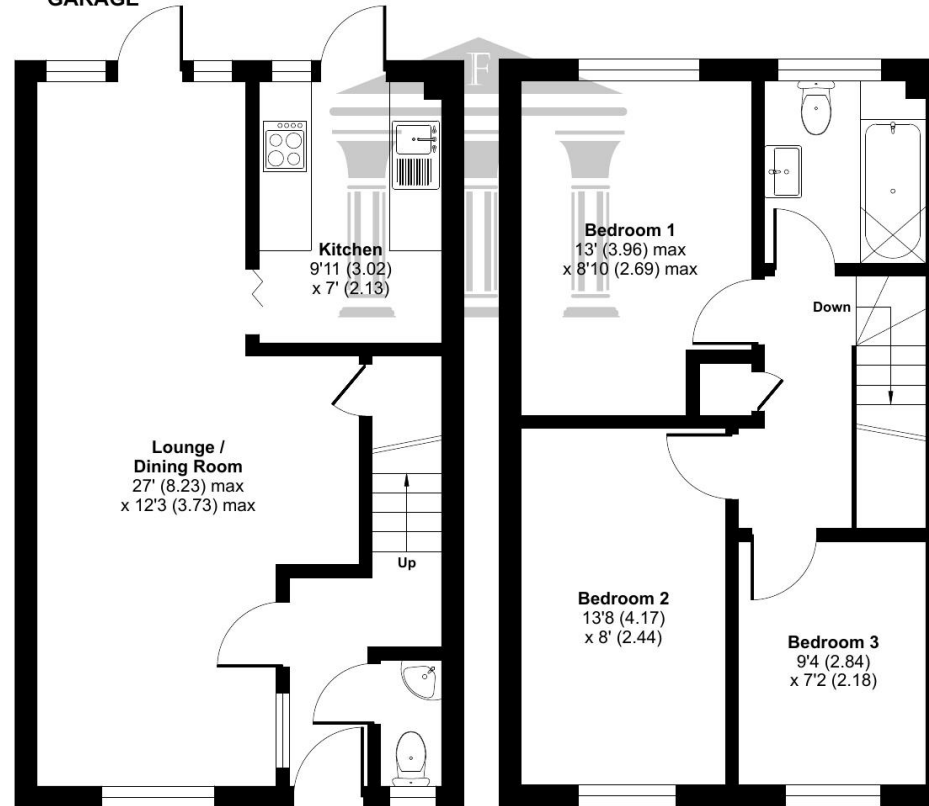 GARAGE
F
Kitchen
9'11 (3.02)
x 7' (2.13)
Lounge /
Dining Room
27' (8.23) max
x 12'3 (3.73) max
Up
Bedroom 1
13' (3.96) max
x 8'10 (2.69) max
Down
Bedroom 2
13'8 (4.17)
x 8' (2.44)
Bedroom 3
9'4 (2.84)
x 7'2 (2.18)